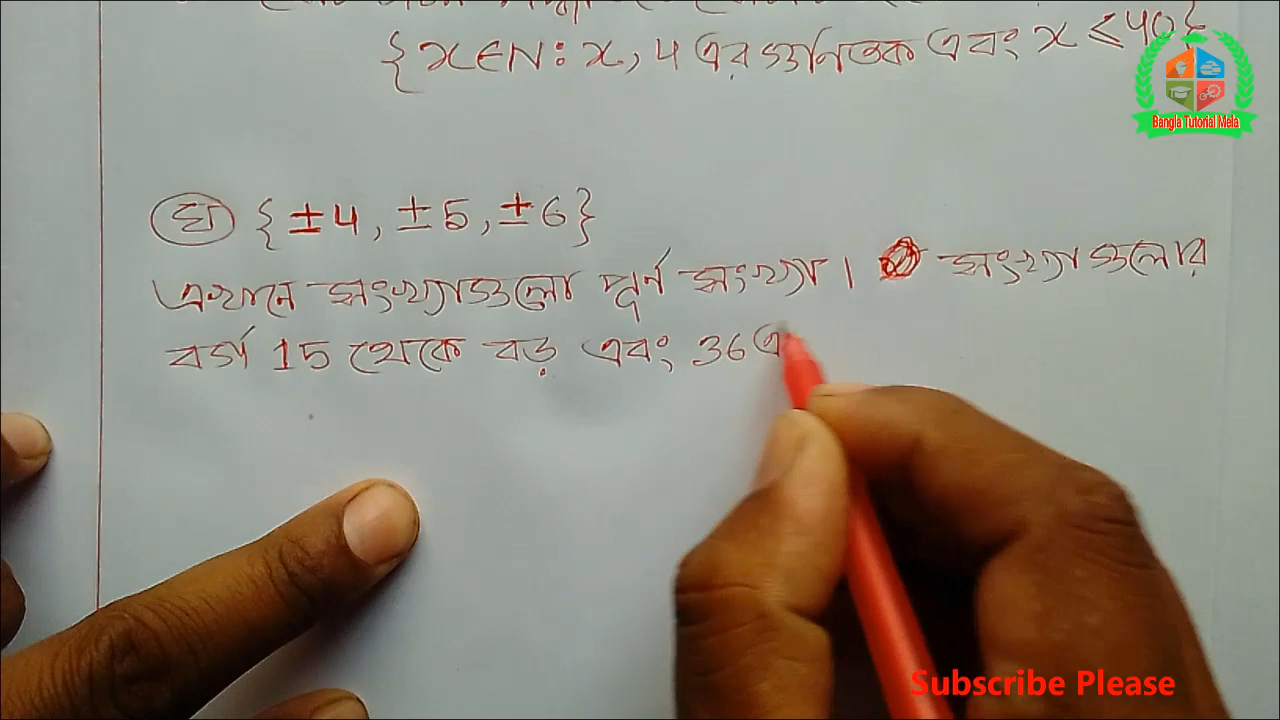 {x∈N : x, 4 এর গুনিতক এবং x ≤ 40}
Bangla Tutorial Mela
ঘ {±4, ±5, ±6}
এখানে সংখ্যাগুলো পূর্ন সংখ্যা। সংখ্যাগুলোর
বর্গ 15 থেকে বড় এবং 36 এ
Subscribe Please